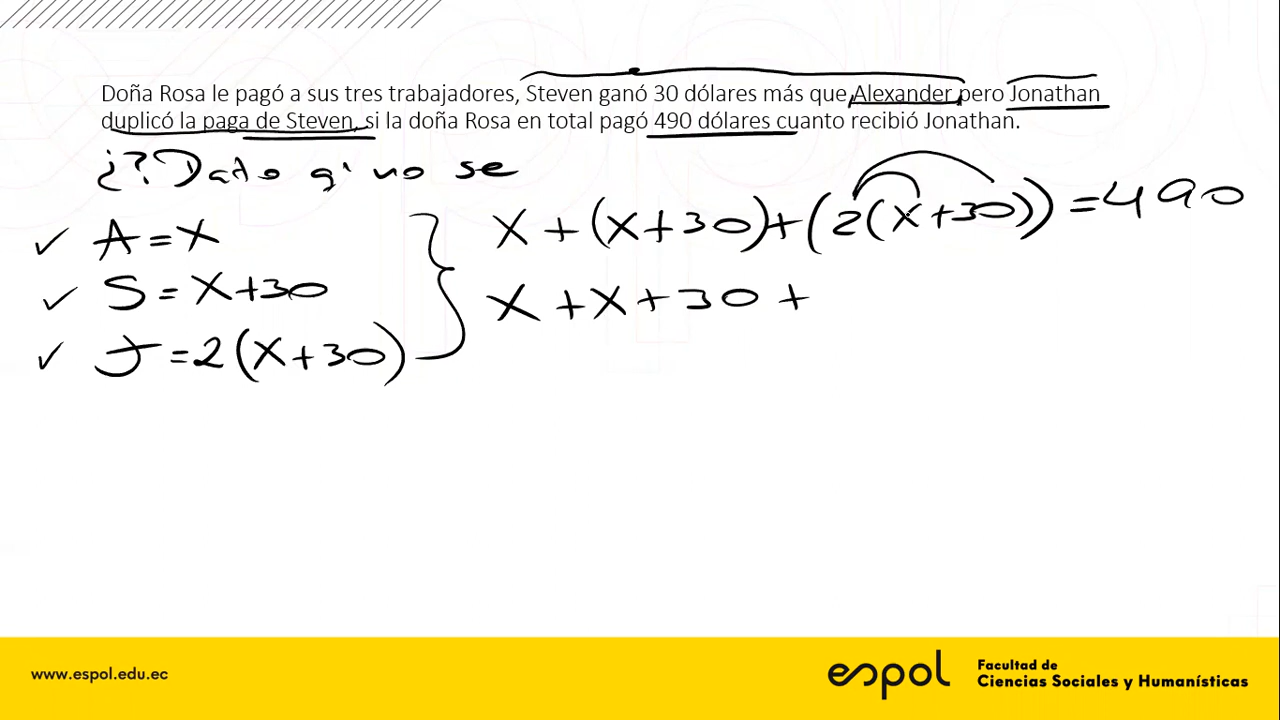 Doña Rosa le pagó a sus tres trabajadores, Steven ganó 30 dólares más que Alexander pero Jonathan
duplicó la paga de Steven, si la doña Rosa en total pagó 490 dólares cuanto recibió Jonathan.
¿? Dato q' no se
A = x
S = x+30
J = 2(x+30)
x + (x+30) + (2(x+30)) = 490
x + x + 30 +
www.espol.edu.ec
espol
Facultad de
Ciencias Sociales y Humanísticas